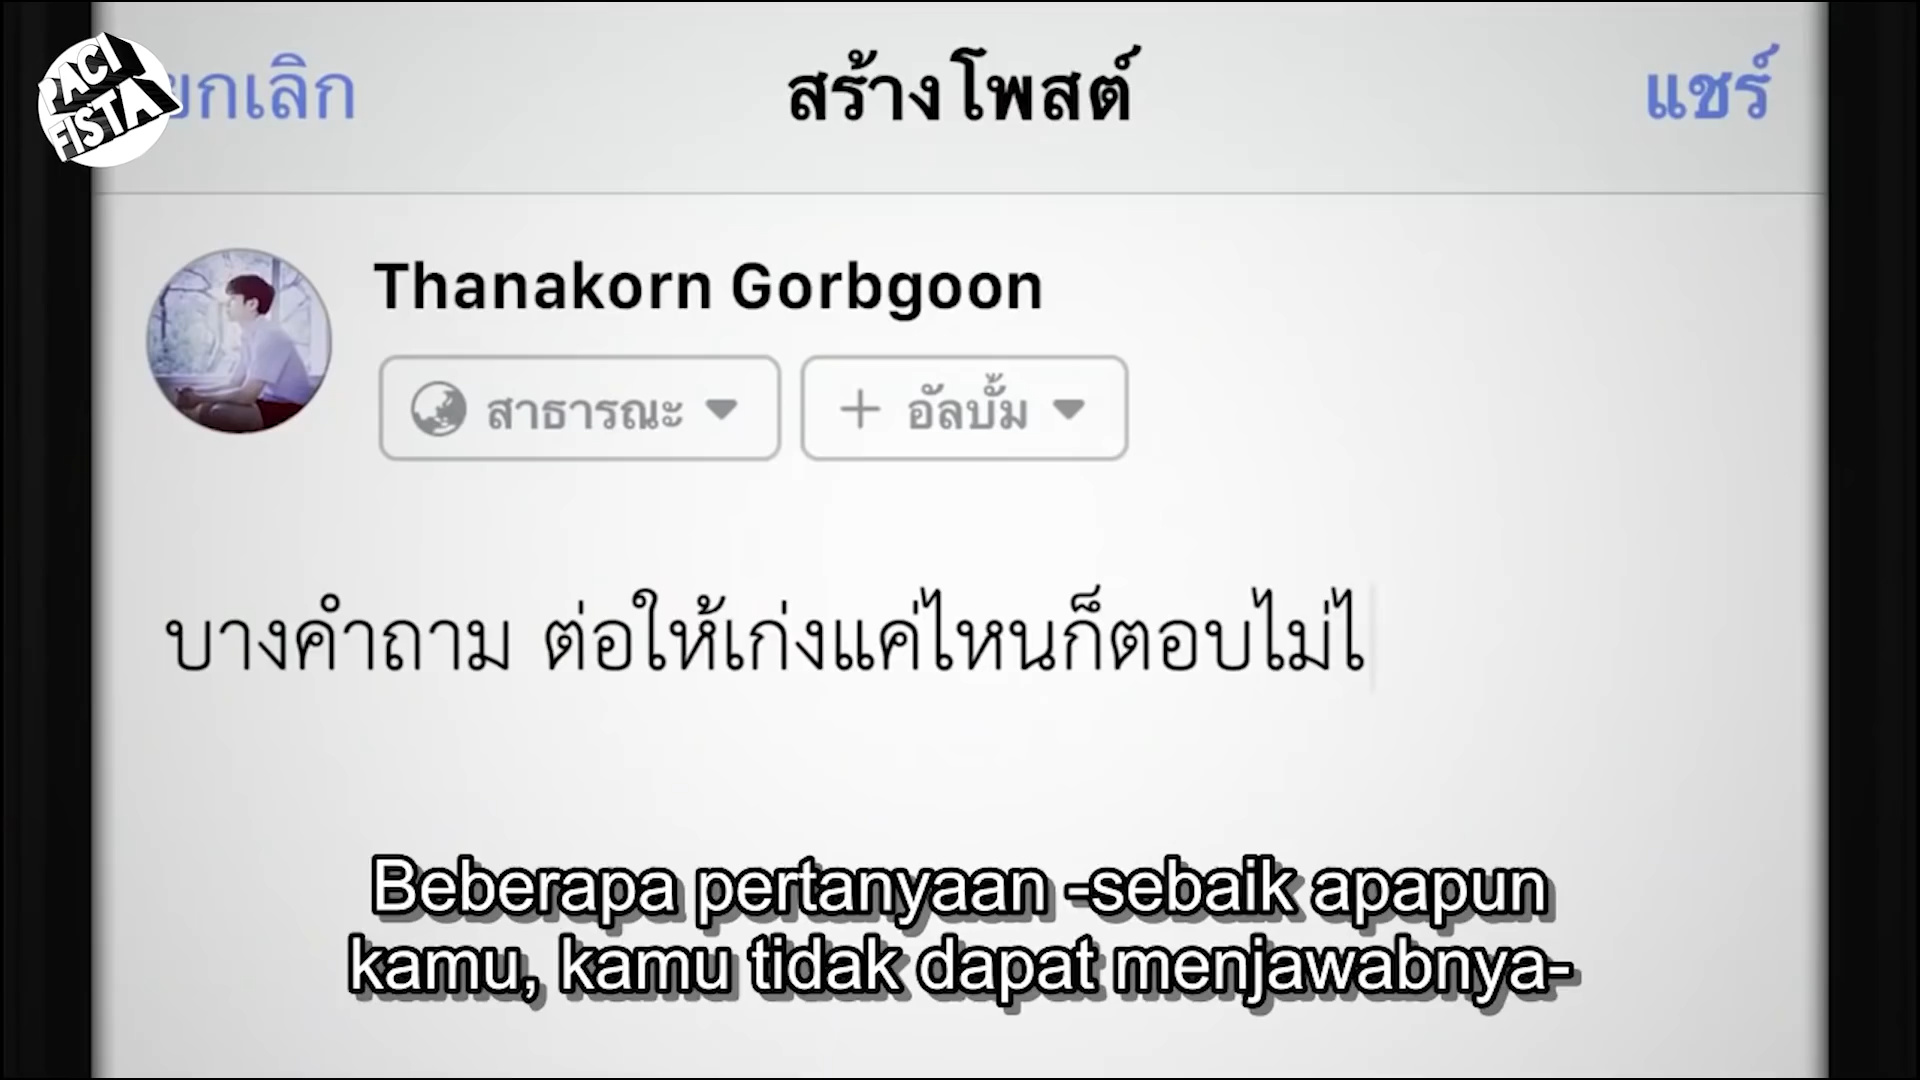 PACI
FISTA
ยกเลิก
สร้างโพสต์
แชร์
Thanakorn Gorbgoon
สาธารณะ
+ อัลบั้ม
บางคำถาม ต่อให้เก่งแค่ไหนก็ตอบไม่ไ
Beberapa pertanyaan -sebaik apapun
kamu, kamu tidak dapat menjawabnya-